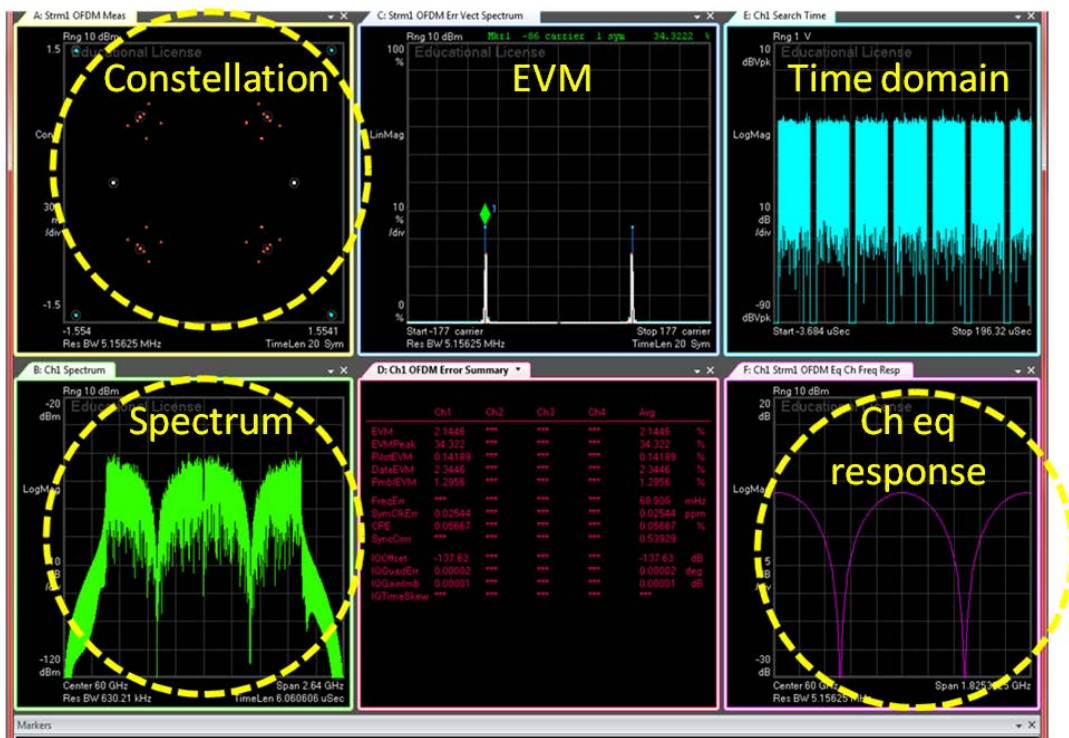 A: Strm1 OFDM Meas
Rng 10 dBm
Educational License
1.5
Constellation
30
m
/div
-1.5
-1.554
1.5541
Res BW 5.15625 MHz
TimeLen 20 Sym
C: Strm1 OFDM Err Vect Spectrum
Rng 10 dBm
Mkr1 -86 carrier 1 sym 34.3222 %
100
%
Educational License
EVM
LinMag
10
%
/div
0
%
Start -177 carrier
Stop 177 carrier
Res BW 5.15625 MHz
TimeLen 20 Sym
E: Ch1 Search Time
Rng 1 V
10
dBVpk
Educational License
Time domain
LogMag
10
dB
/div
-90
dBVpk
Start -3.684 uSec
Stop 196.32 uSec
B: Ch1 Spectrum
Rng 10 dBm
-20
dBm
Educational License
Spectrum
LogMag
dB
/div
-120
dBm
Center 60 GHz
Span 2.64 GHz
Res BW 630.21 kHz
TimeLen 6.060606 uSec
D: Ch1 OFDM Error Summary
Ch1 Ch2 Ch3 Ch4 Avg
EVM 2.1446 *** *** *** 2.1446 %
EVMPeak 34.322 *** *** *** 34.322 %
PilotEVM 0.14189 *** *** *** 0.14189 %
DataEVM 2.3446 *** *** *** 2.3446 %
PmblEVM 1.2956 *** *** *** 1.2956 %
FreqErr *** *** *** *** 68.909 mHz
SymClkErr 0.02544 *** *** *** 0.02544 ppm
CPE 0.05667 *** *** *** 0.05667 %
SyncCorr *** *** *** *** 0.53929
IQOffset -137.63 *** *** *** -137.63 dB
IQQuadErr 0.00002 *** *** *** 0.00002 deg
IQGainImb 0.00001 *** *** *** 0.00001 dB
IQTimeSkew *** *** *** *** ***
F: Ch1 Strm1 OFDM Eq Ch Freq Resp
Rng 10 dBm
20
dB
Educational License
Ch eq
response
LogMag
5
dB
/div
-30
dB
Center 60 GHz
Span GHz
Res BW 5.15625 MHz
Markers